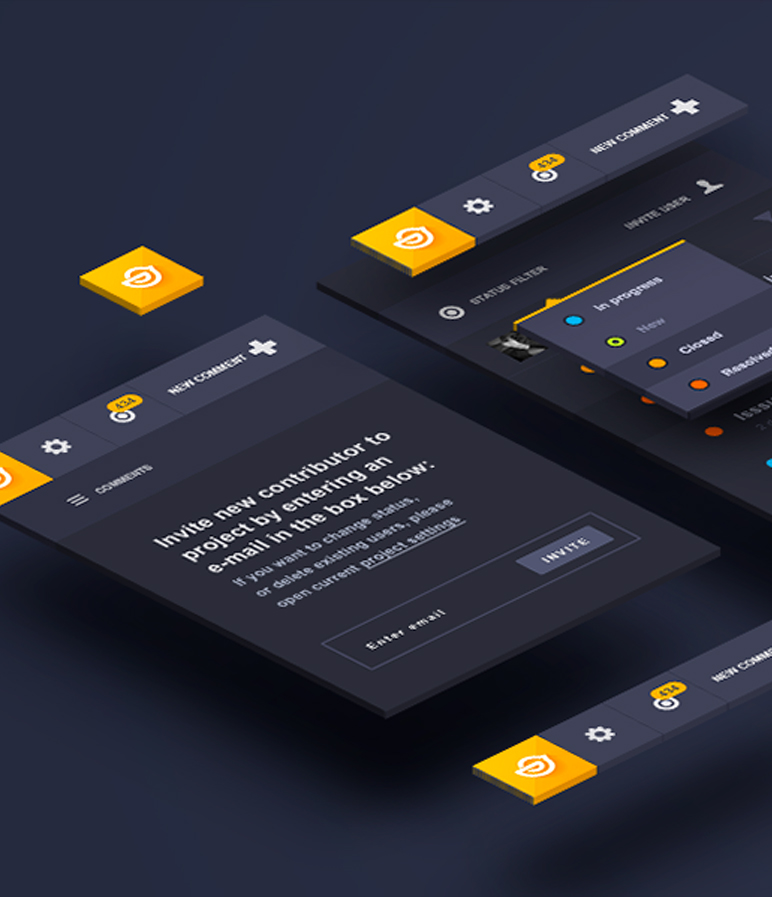 NEW COMMENT
434
INVITE USER
STATUS FILTER
In progress
New
Closed
Resolved
NEW COMMENT
434
COMMENTS
Invite new contributor to
project by entering an
e-mail in the box below:
If you want to change status,
or delete existing users, please
open current project settings.
INVITE
Enter email
434